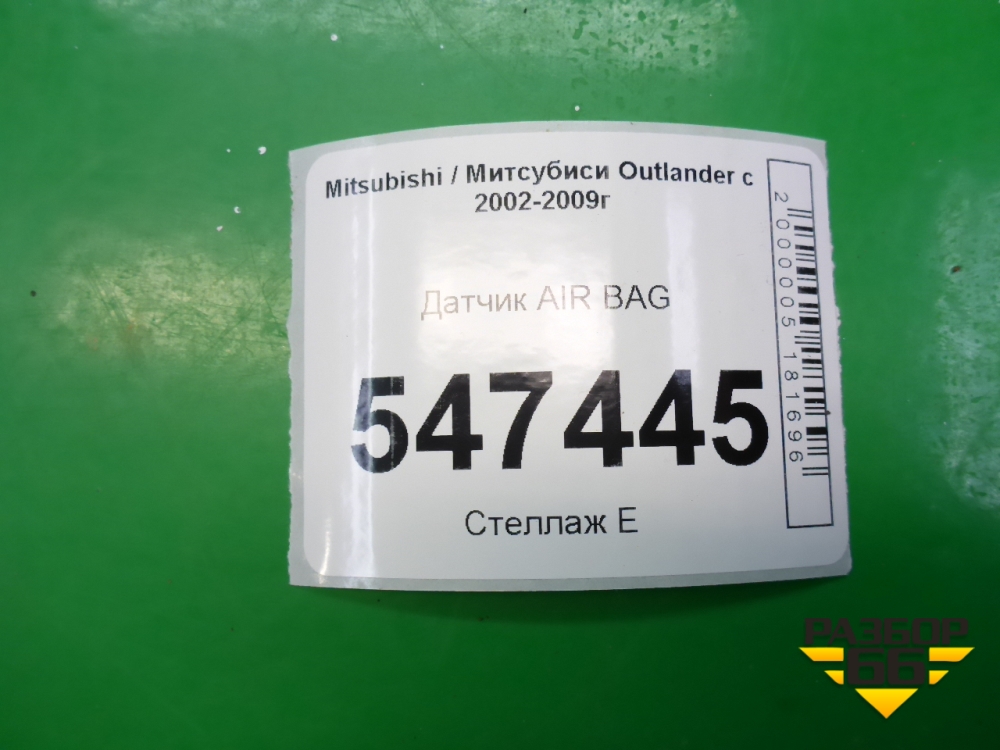 Mitsubishi / Митсубиси Outlander с
2002-2009г
Датчик AIR BAG
547445
Стеллаж Е
2000005181696
РАЗБОР
66